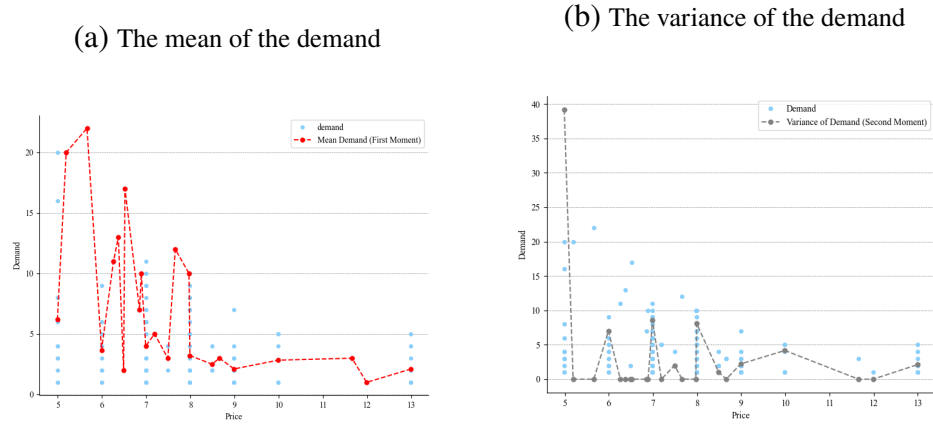 (a) The mean of the demand
demand
Mean Demand (First Moment)
20
15
10
5
0
Demand
5 6 7 8 9 10 11 12 13
Price
(b) The variance of the demand
Demand
Variance of Demand (Second Moment)
40
35
30
25
20
15
10
5
0
Demand
5 6 7 8 9 10 11 12 13
Price